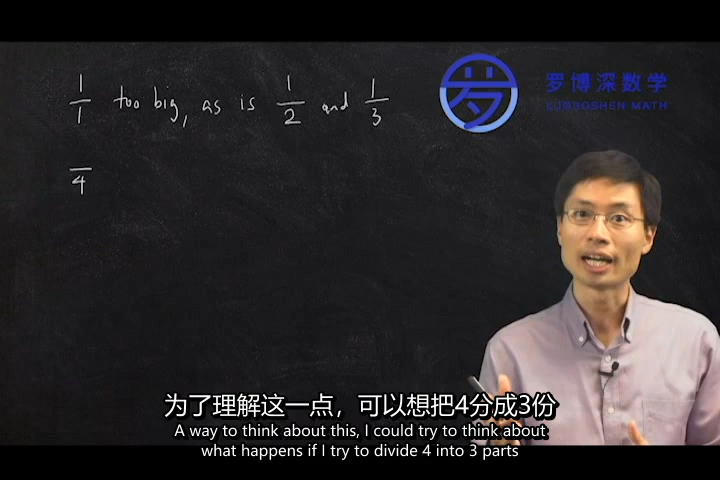 1/1 too big, as is 1/2 and 1/3
罗博深数学
LUOBOSHEN MATH
/4
为了理解这一点，可以想把4分成3份
A way to think about this, I could try to think about
what happens if I try to divide 4 into 3 parts